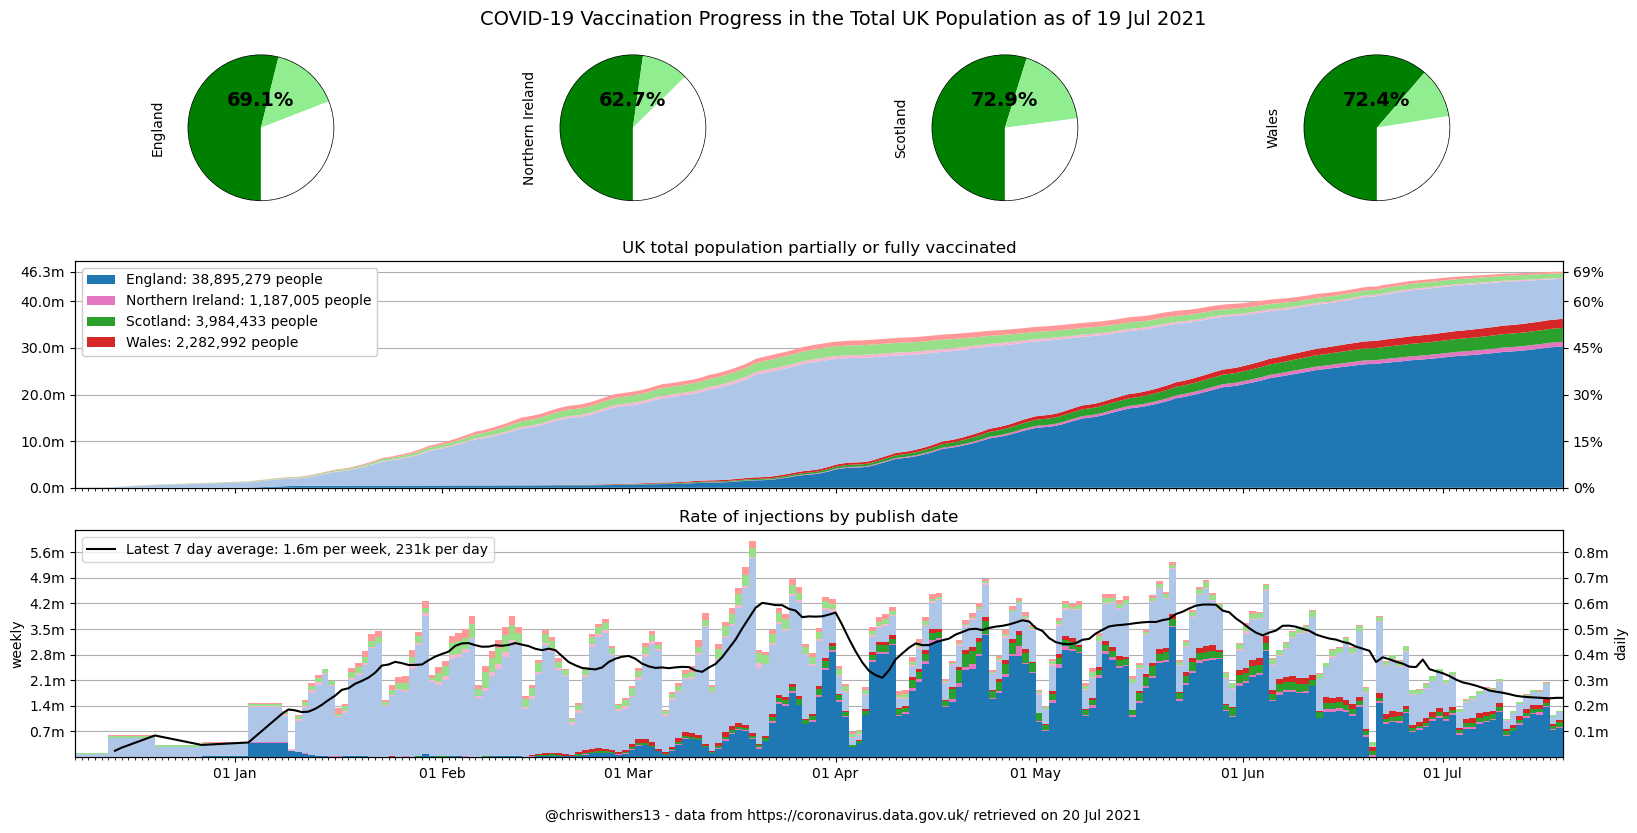 COVID-19 Vaccination Progress in the Total UK Population as of 19 Jul 2021
England
69.1%
Northern Ireland
62.7%
Scotland
72.9%
Wales
72.4%
UK total population partially or fully vaccinated
46.3m
40.0m
30.0m
20.0m
10.0m
0.0m
England: 38,895,279 people
Northern Ireland: 1,187,005 people
Scotland: 3,984,433 people
Wales: 2,282,992 people
69%
60%
45%
30%
15%
0%
Rate of injections by publish date
weekly
5.6m
4.9m
4.2m
3.5m
2.8m
2.1m
1.4m
0.7m
Latest 7 day average: 1.6m per week, 231k per day
0.8m
0.7m
0.6m
0.5m
0.4m
0.3m
0.2m
0.1m
daily
01 Jan
01 Feb
01 Mar
01 Apr
01 May
01 Jun
01 Jul
@chriswithers13 - data from https://coronavirus.data.gov.uk/ retrieved on 20 Jul 2021